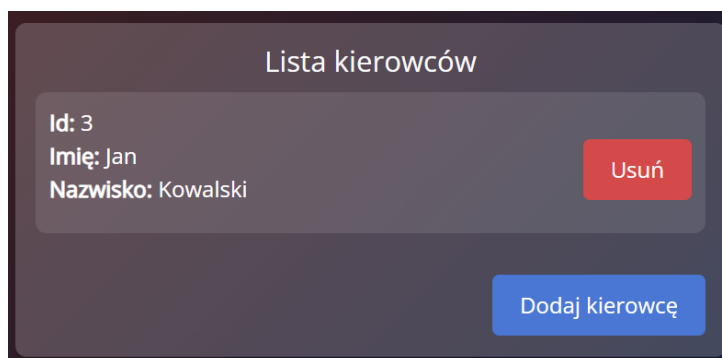 Lista kierowców
Id: 3
Imię: Jan
Nazwisko: Kowalski
Usuń
Dodaj kierowcę